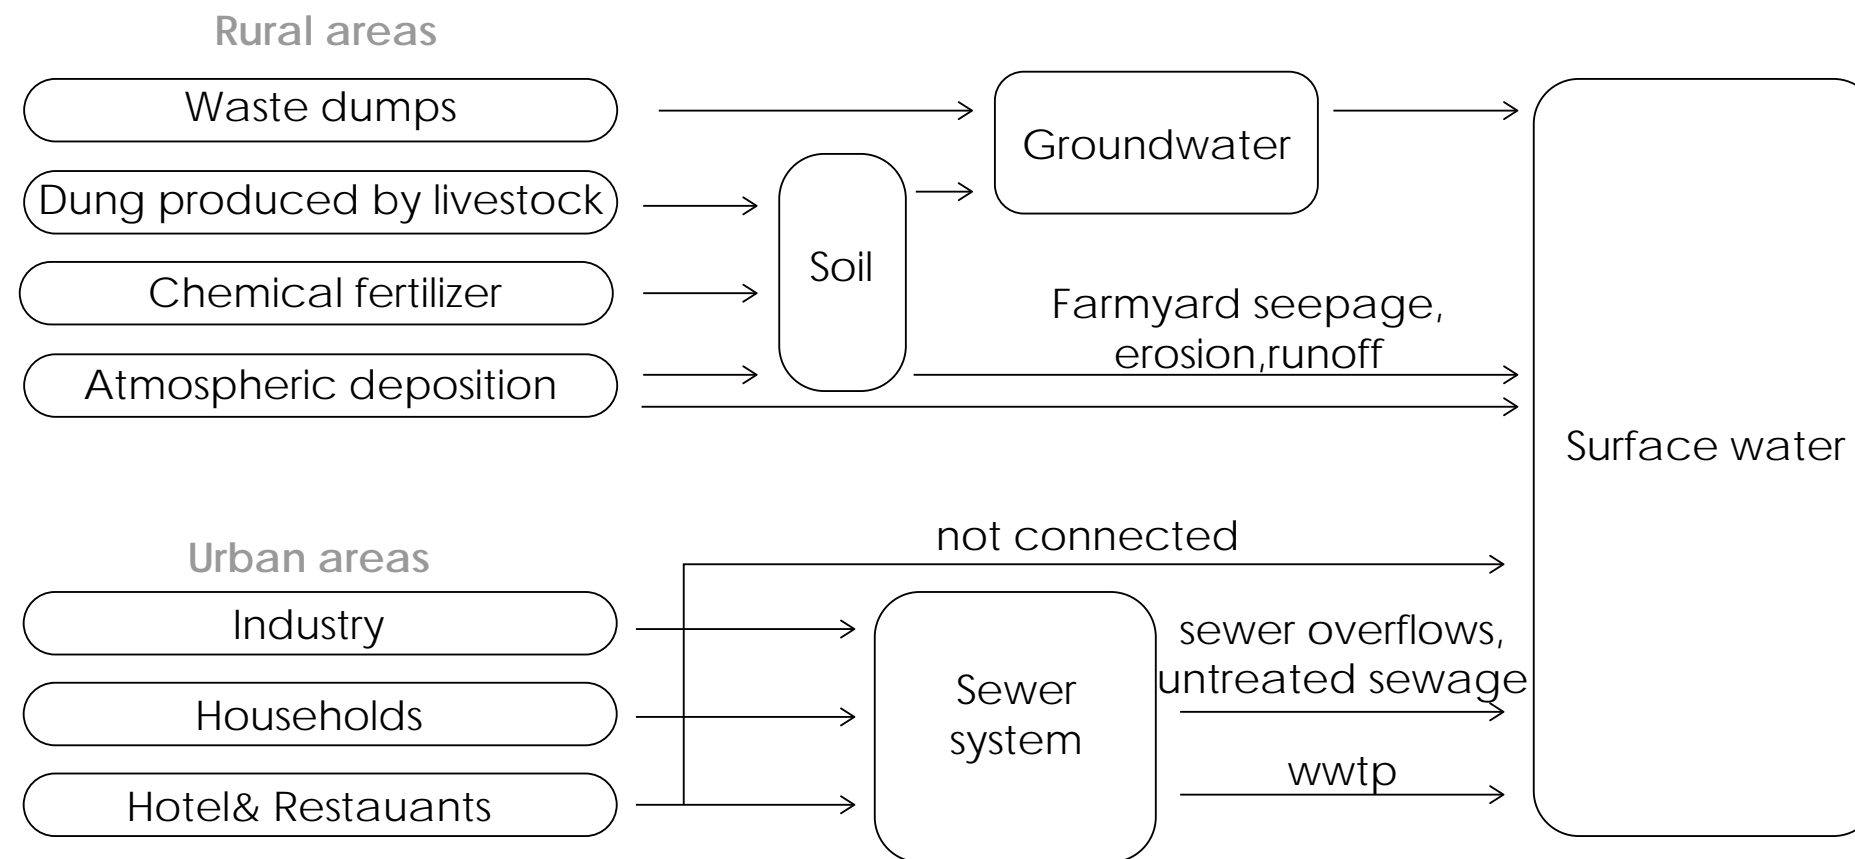 Rural areas
Waste dumps
Dung produced by livestock
Chemical fertilizer
Atmospheric deposition
Soil
Groundwater
Farmyard seepage,
erosion,runoff
Surface water
Urban areas
Industry
Households
Hotel& Restauants
not connected
Sewer
system
sewer overflows,
untreated sewage
wwtp